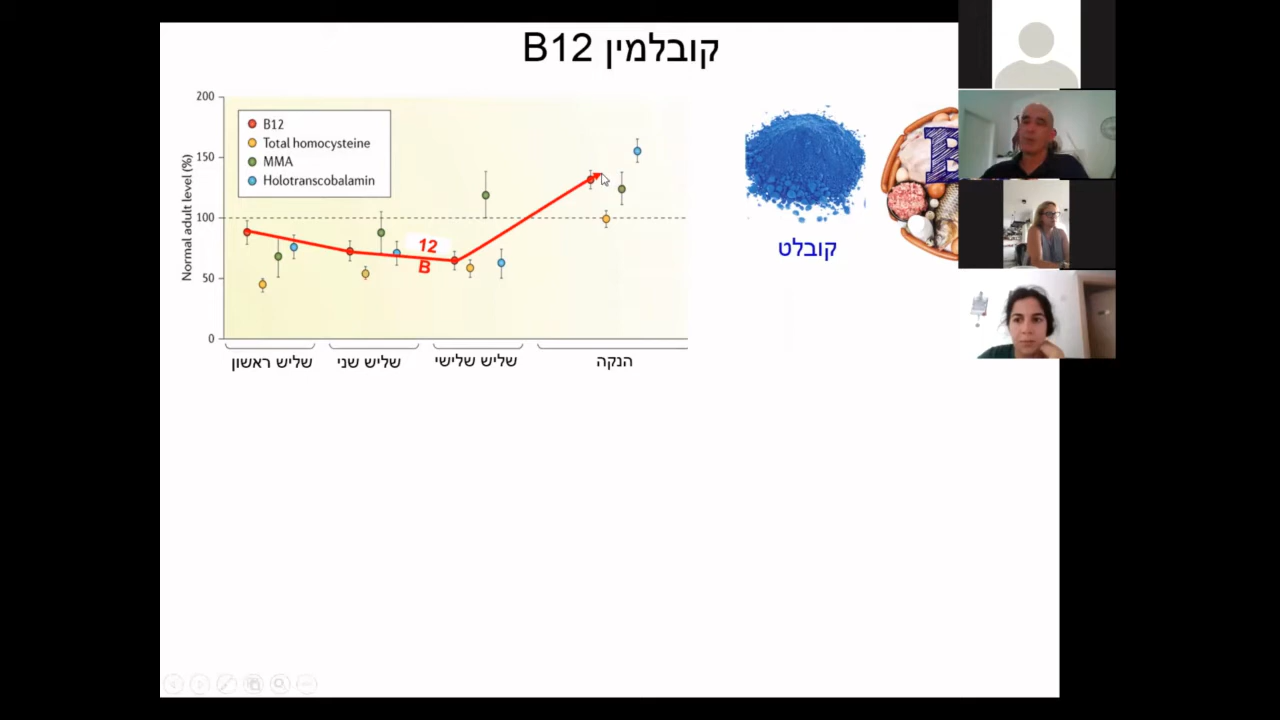 קובלמין B12
200
150
100
50
0
Normal adult level (%)
B12
Total homocysteine
MMA
Holotranscobalamin
12
B
שליש ראשון
שליש שני
שליש שלישי
הנקה
קובלט
B